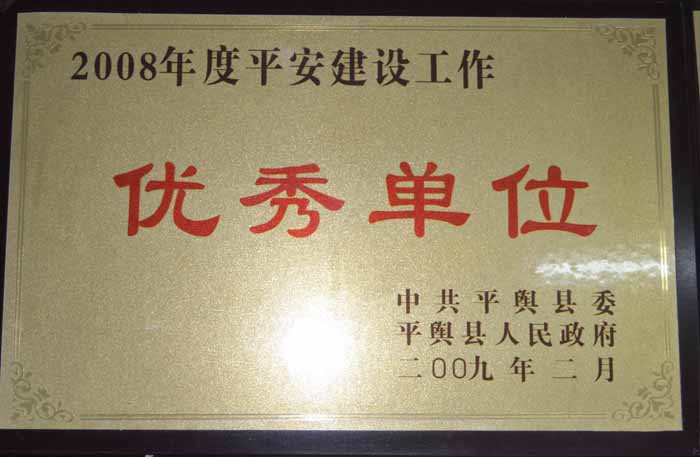 2008年度平安建设工作
优秀单位
中共平舆县委
平舆县人民政府
二00九年二月